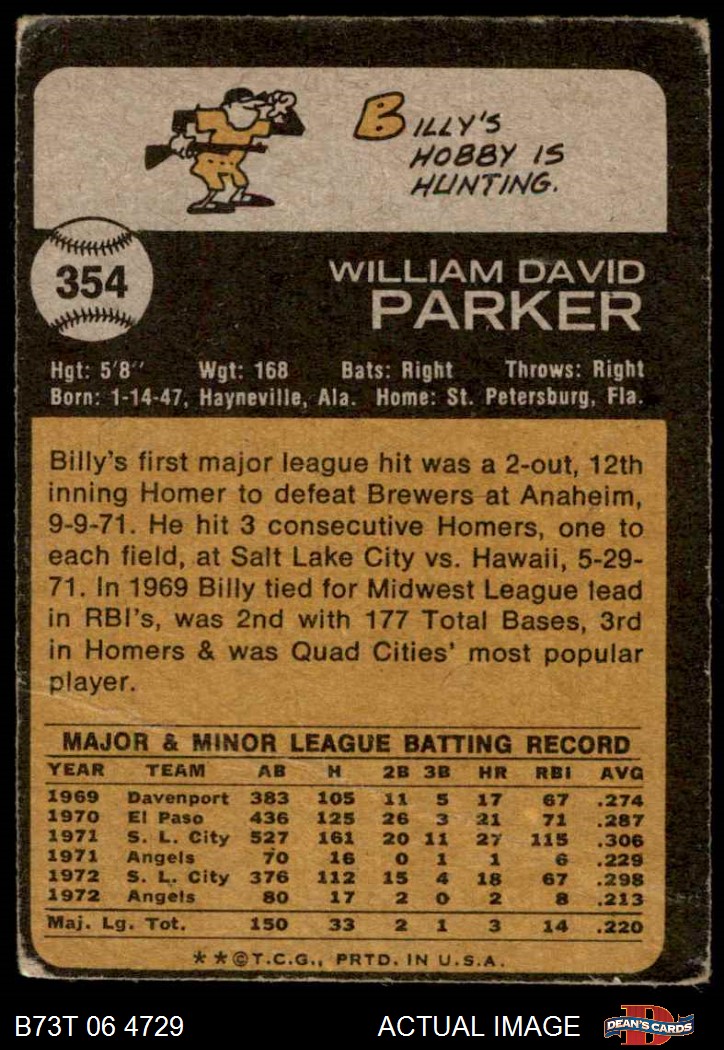 BILLY'S
HOBBY IS
HUNTING.
354
WILLIAM DAVID
PARKER
Hgt: 5'8" Wgt: 168 Bats: Right Throws: Right
Born: 1-14-47, Hayneville, Ala. Home: St. Petersburg, Fla.
Billy's first major league hit was a 2-out, 12th
inning Homer to defeat Brewers at Anaheim,
9-9-71. He hit 3 consecutive Homers, one to
each field, at Salt Lake City vs. Hawaii, 5-29-
71. In 1969 Billy tied for Midwest League lead
in RBI's, was 2nd with 177 Total Bases, 3rd
in Homers & was Quad Cities' most popular
player.
MAJOR & MINOR LEAGUE BATTING RECORD
YEAR TEAM AB H 2B 3B HR RBI AVG
1969 Davenport 383 105 11 5 17 67 .274
1970 El Paso 436 125 26 3 21 71 .287
1971 S. L. City 527 161 20 11 27 115 .306
1971 Angels 70 16 0 1 1 6 .229
1972 S. L. City 376 112 15 4 18 67 .298
1972 Angels 80 17 2 0 2 8 .213
Maj. Lg. Tot. 150 33 2 1 3 14 .220
**©T.C.G., PRTD. IN U.S.A.
B73T 06 4729 ACTUAL IMAGE
D
DEAN'S CARDS